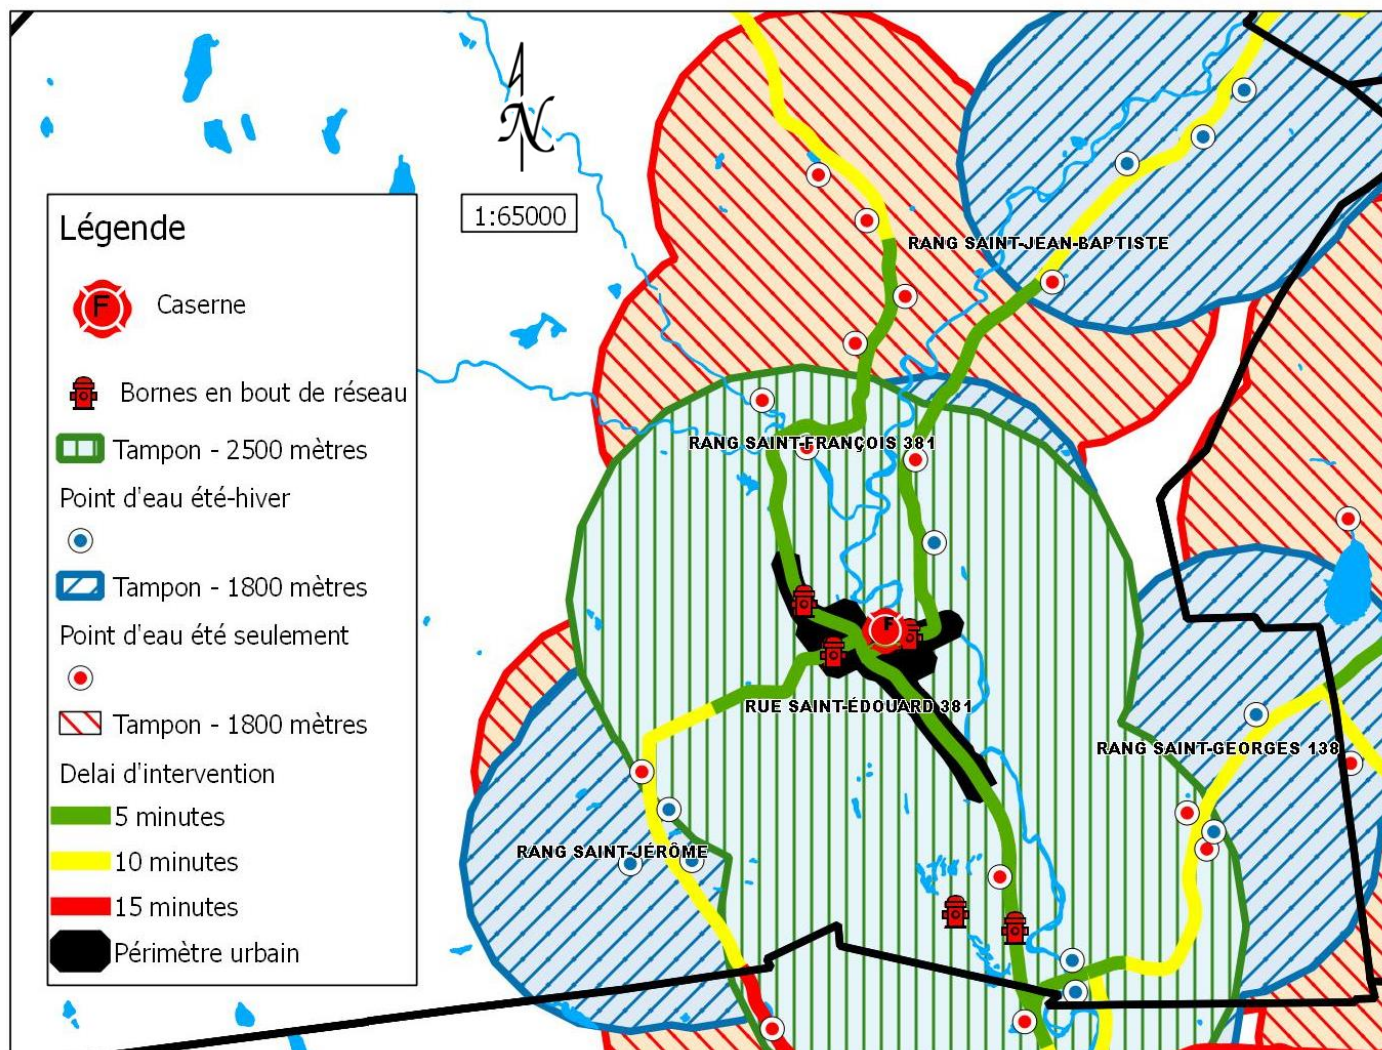 N
1:65000
Légende
F
Caserne
Bornes en bout de réseau
Tampon - 2500 mètres
Point d'eau été-hiver
Tampon - 1800 mètres
Point d'eau été seulement
Tampon - 1800 mètres
Delai d'intervention
5 minutes
10 minutes
15 minutes
Périmètre urbain
RANG SAINT-JEAN-BAPTISTE
RANG SAINT-FRANÇOIS 381
F
RUE SAINT-ÉDOUARD 381
RANG SAINT-GEORGES 138
RANG SAINT-JÉRÔME